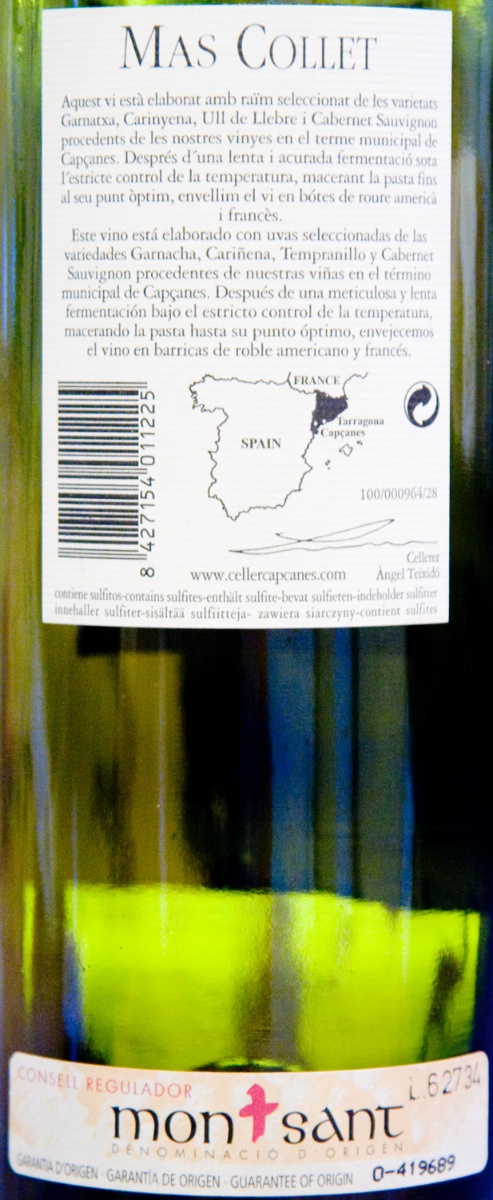 MAS COLLET
Aquest vi està elaborat amb raïm seleccionat de les varietats
Garnatxa, Carinyena, Ull de Llebre i Cabernet Sauvignon
procedents de les nostres vinyes en el terme municipal de
Capçanes. Després d´una lenta i acurada fermentació sota
l´estricte control de la temperatura, macerant la pasta fins
al seu punt òptim, envellim el vi en bótes de roure americà
i francès.
Este vino está elaborado con uvas seleccionadas de las
variedades Garnacha, Cariñena, Tempranillo y Cabernet
Sauvignon procedentes de nuestras viñas en el término
municipal de Capçanes. Después de una meticulosa y lenta
fermentación bajo el estricto control de la temperatura,
macerando la pasta hasta su punto óptimo, envejecemos
el vino en barricas de roble americano y francés.
FRANCE
Tarragona
Capçanes
SPAIN
8 427154 011225
100/000964/28
Cellerer
www.cellercapcanes.com Àngel Teixidó
contiene sulfitos-contains sulfites-enthält sulfite-bevat sulfieten-indeholder sulfitter
inneháller sulfiter-sisältää sulfiitteja- zawiera siarczyny-contient sulfites
CONSELL REGULADOR
L.62734
montsant
DENOMINACIÓ D'ORIGEN
GARANTIA D'ORIGEN · GARANTÍA DE ORIGEN · GUARANTEE OF ORIGIN 0-419689